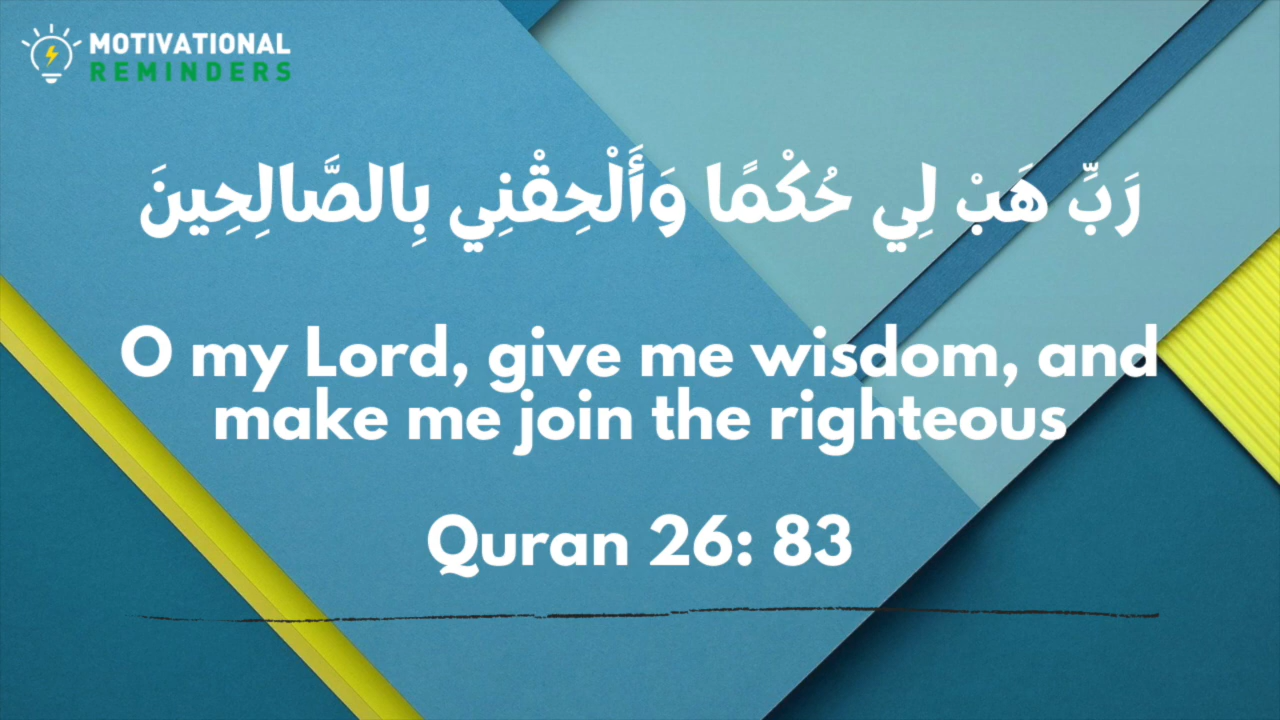 MOTIVATIONAL
REMINDERS
رَبِّ هَبْ لِي حُكْمًا وَأَلْحِقْنِي بِالصَّالِحِينَ
O my Lord, give me wisdom, and
make me join the righteous
Quran 26: 83